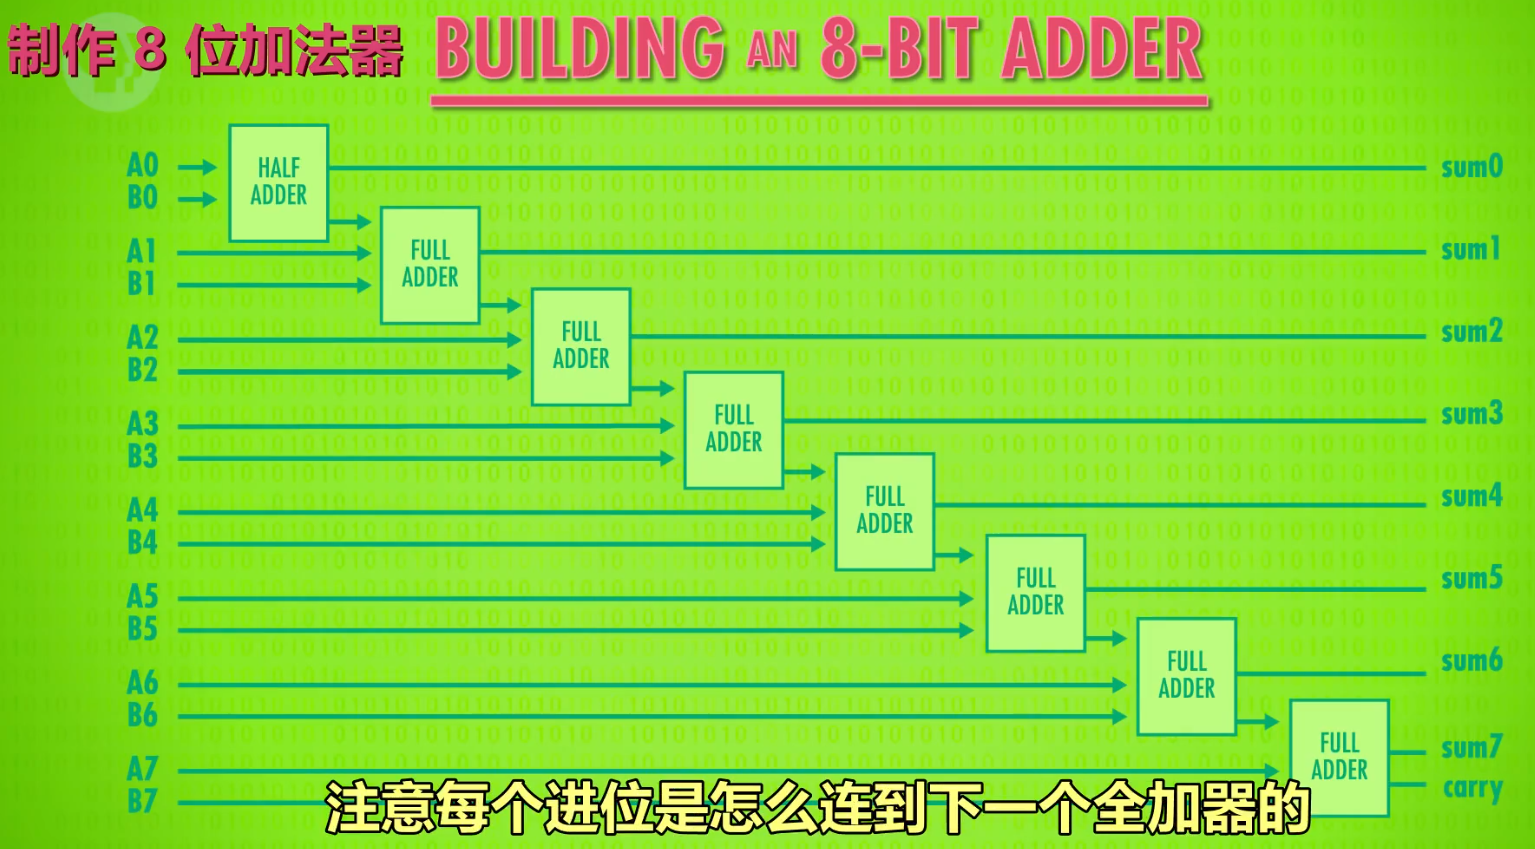 制作 8 位加法器 BUILDING AN 8-BIT ADDER
A0
B0
HALF
ADDER
sum0
A1
B1
FULL
ADDER
sum1
A2
B2
FULL
ADDER
sum2
A3
B3
FULL
ADDER
sum3
A4
B4
FULL
ADDER
sum4
A5
B5
FULL
ADDER
sum5
A6
B6
FULL
ADDER
sum6
A7
B7
FULL
ADDER
sum7
carry
注意每个进位是怎么连到下一个全加器的